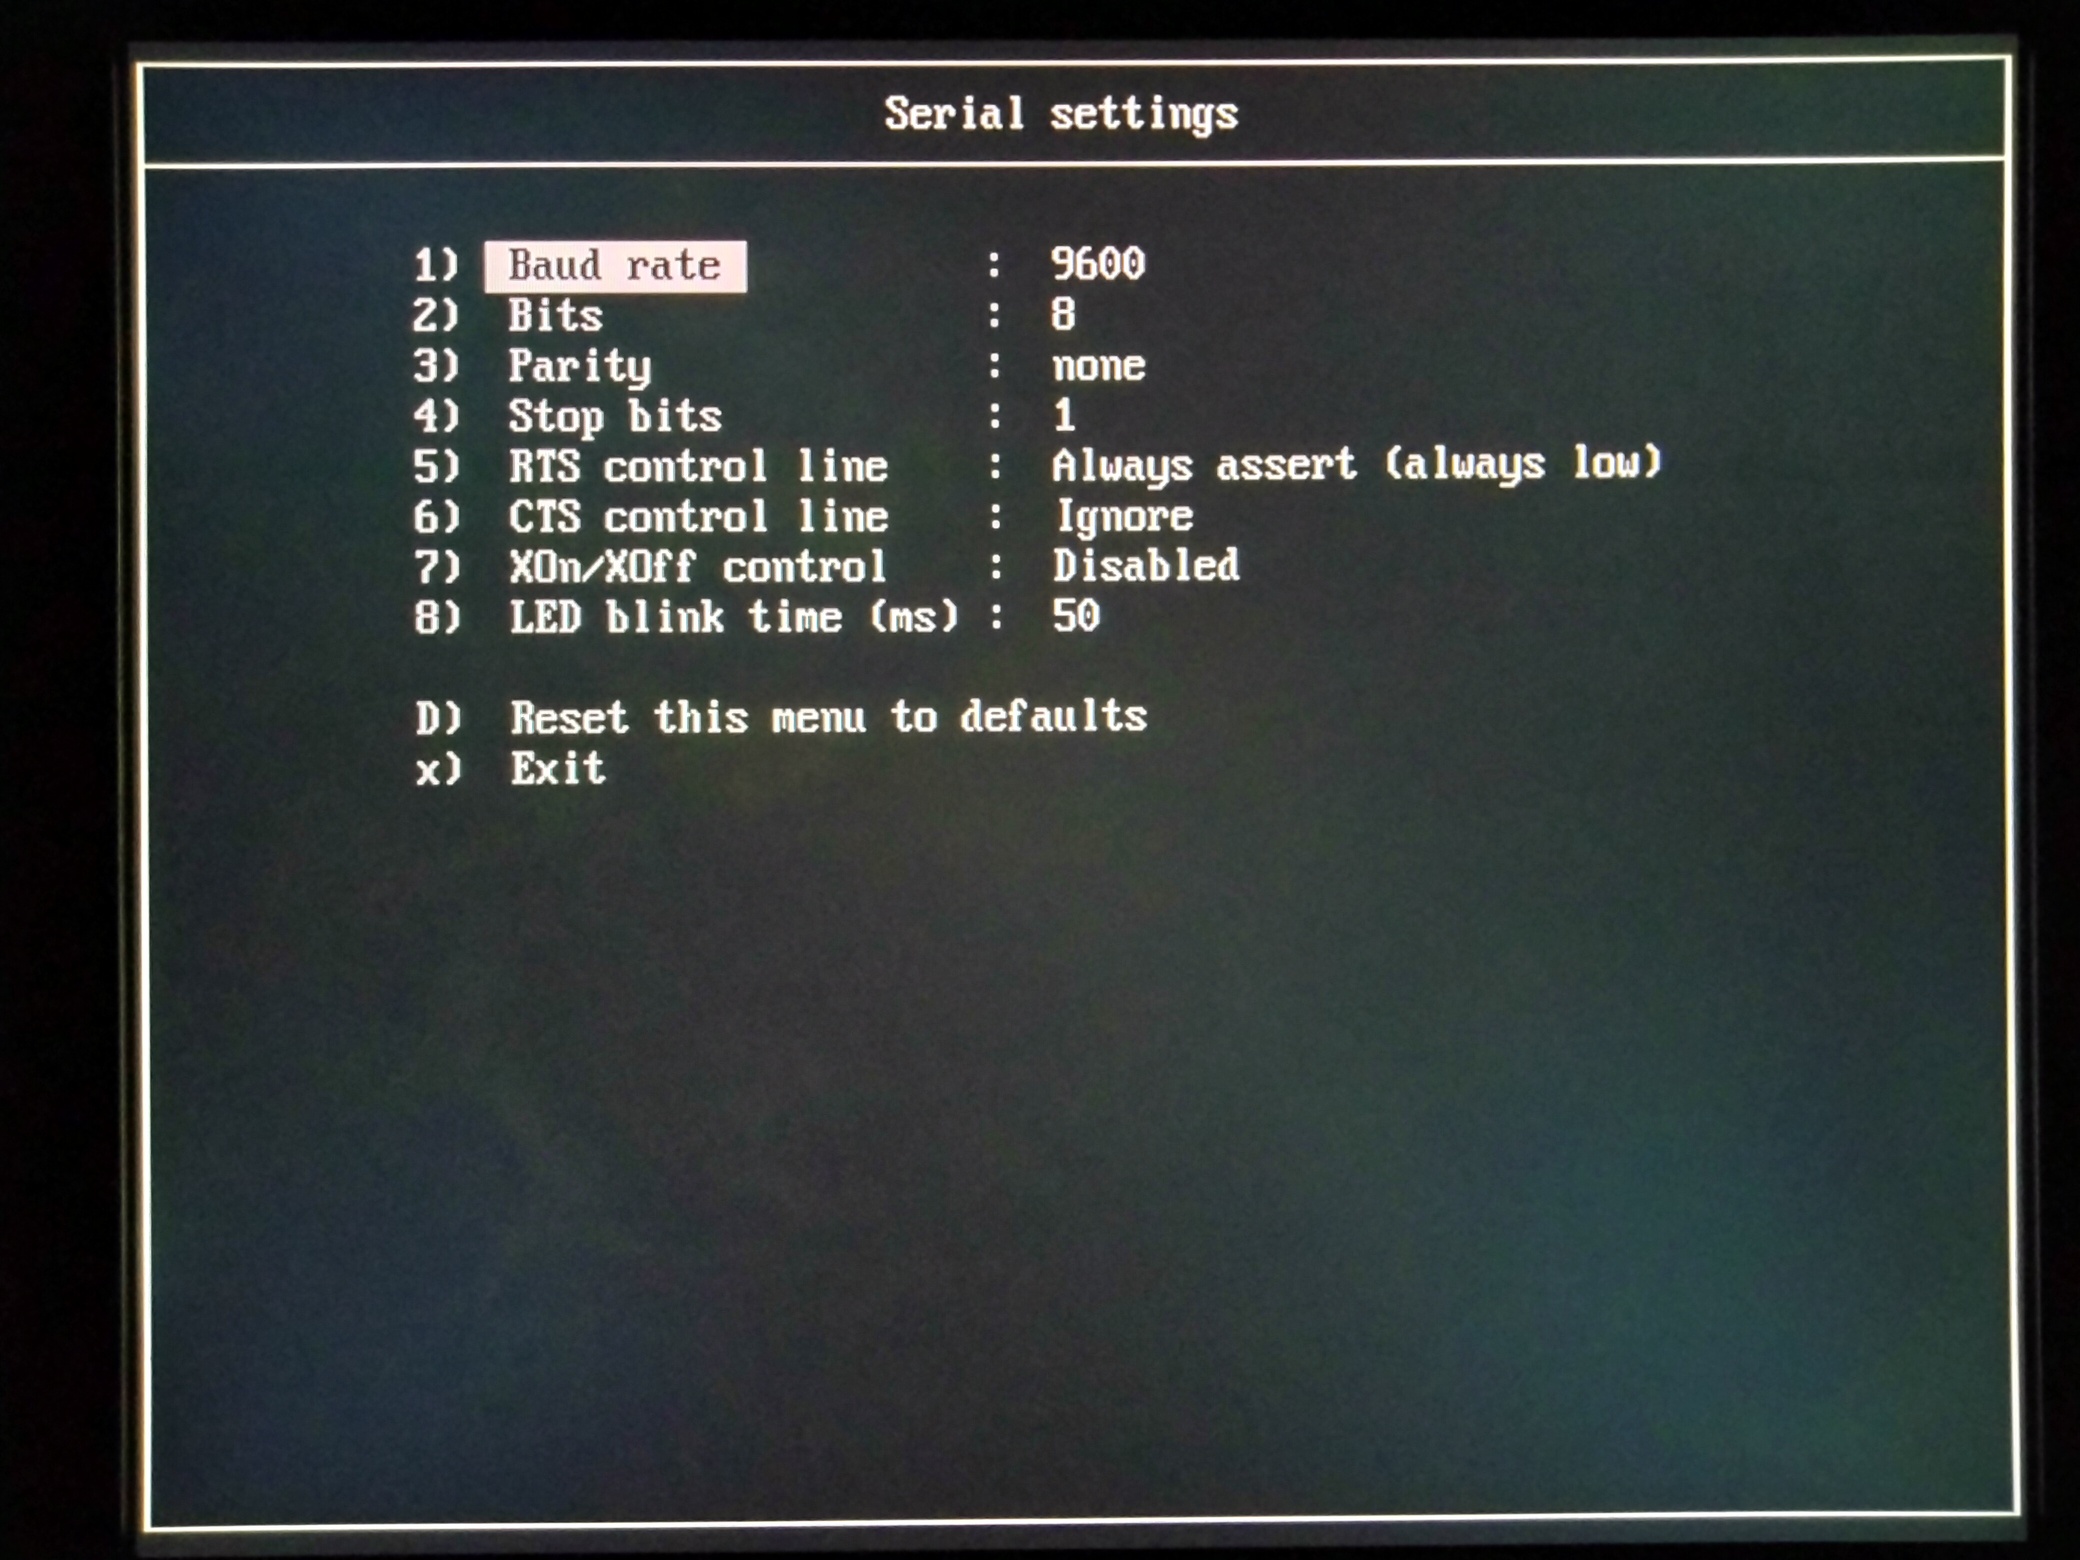 Serial settings
1) Baud rate : 9600
2) Bits : 8
3) Parity : none
4) Stop bits : 1
5) RTS control line : Always assert (always low)
6) CTS control line : Ignore
7) XOn/XOff control : Disabled
8) LED blink time (ms) : 50
D) Reset this menu to defaults
x) Exit